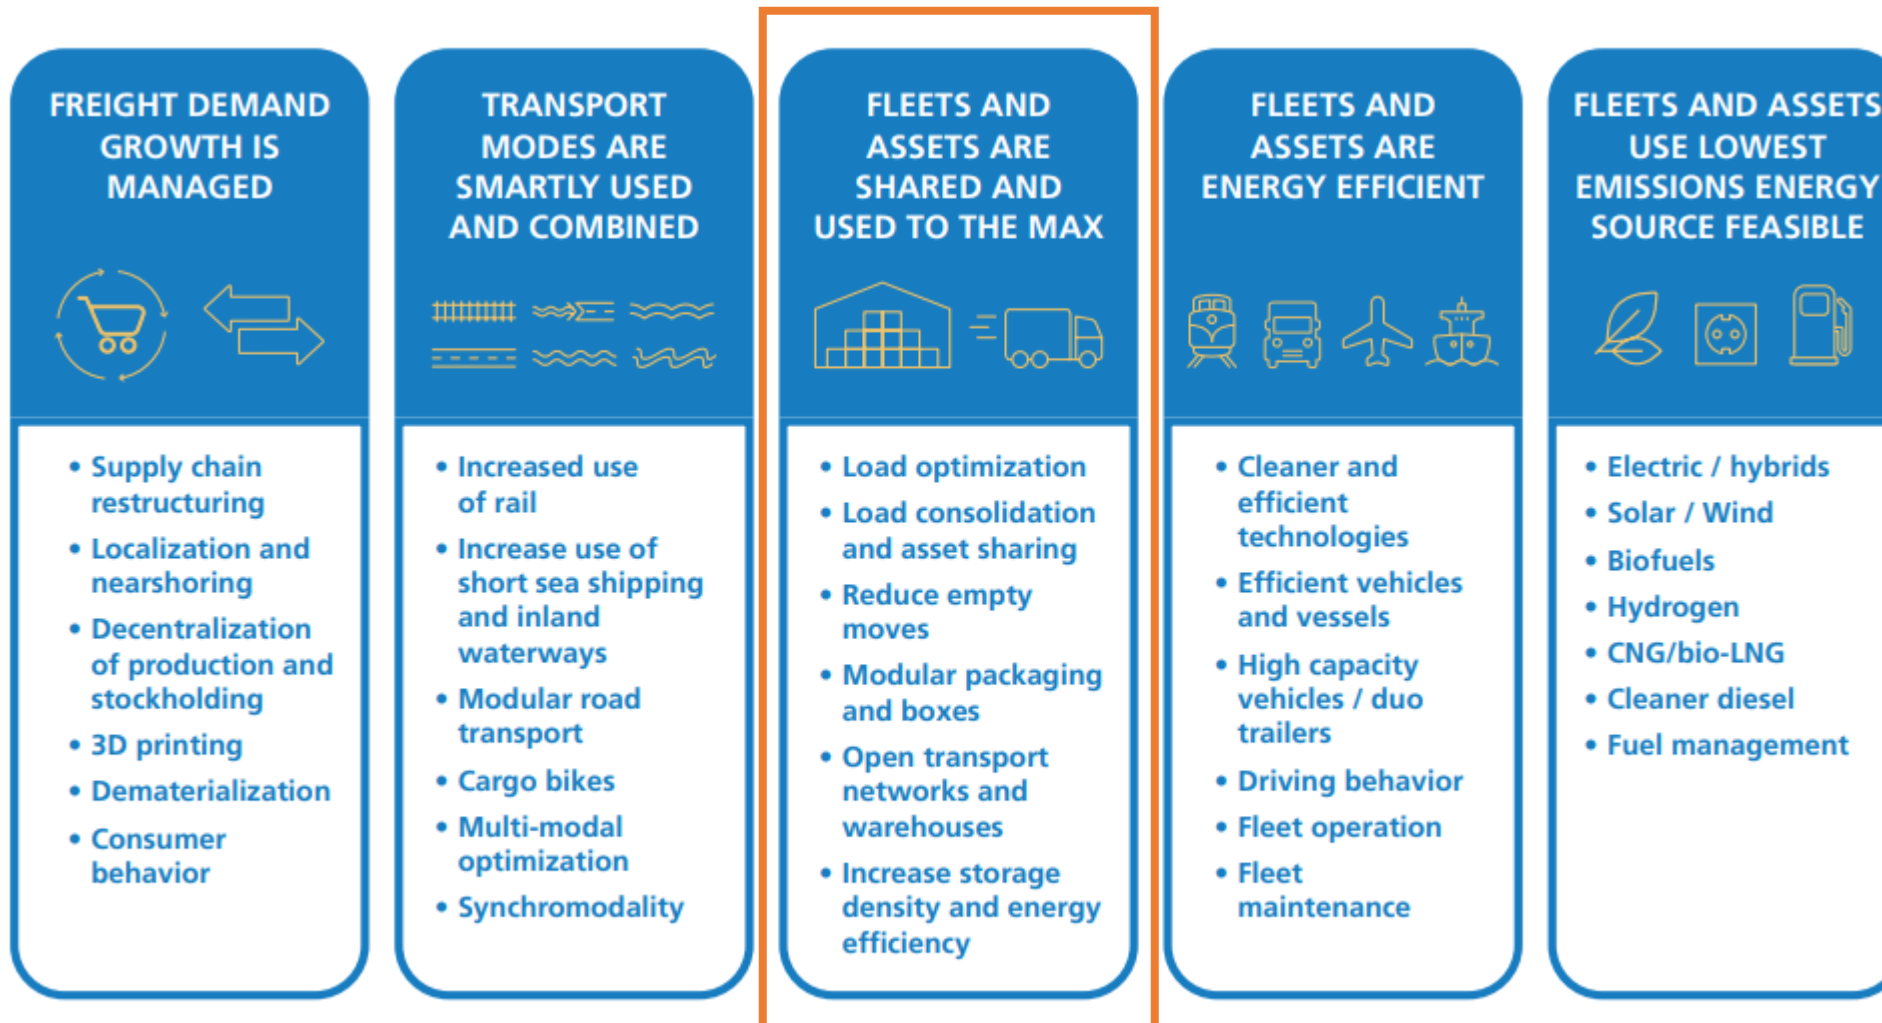 FREIGHT DEMAND
GROWTH IS
MANAGED
• Supply chain
restructuring
• Localization and
nearshoring
• Decentralization
of production and
stockholding
• 3D printing
• Dematerialization
• Consumer
behavior
TRANSPORT
MODES ARE
SMARTLY USED
AND COMBINED
• Increased use
of rail
• Increase use of
short sea shipping
and inland
waterways
• Modular road
transport
• Cargo bikes
• Multi-modal
optimization
• Synchromodality
FLEETS AND
ASSETS ARE
SHARED AND
USED TO THE MAX
• Load optimization
• Load consolidation
and asset sharing
• Reduce empty
moves
• Modular packaging
and boxes
• Open transport
networks and
warehouses
• Increase storage
density and energy
efficiency
FLEETS AND
ASSETS ARE
ENERGY EFFICIENT
• Cleaner and
efficient
technologies
• Efficient vehicles
and vessels
• High capacity
vehicles / duo
trailers
• Driving behavior
• Fleet operation
• Fleet
maintenance
FLEETS AND ASSETS
USE LOWEST
EMISSIONS ENERGY
SOURCE FEASIBLE
• Electric / hybrids
• Solar / Wind
• Biofuels
• Hydrogen
• CNG/bio-LNG
• Cleaner diesel
• Fuel management